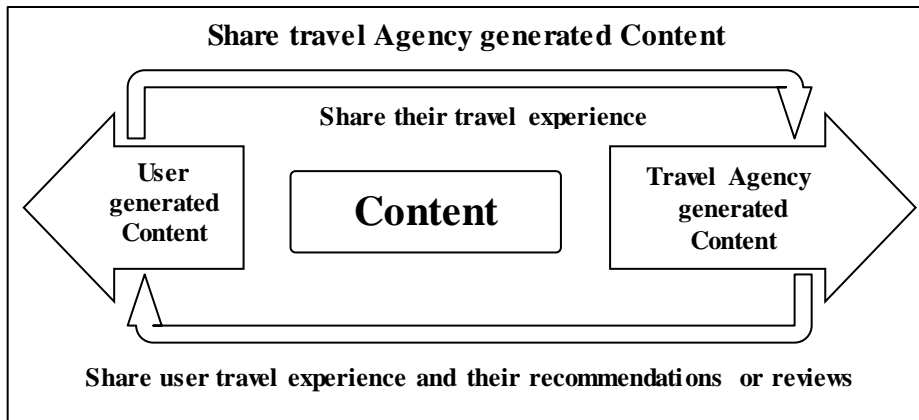 Share travel Agency generated Content
Share their travel experience
User
generated
Content
Content
Travel Agency
generated
Content
Share user travel experience and their recommendations or reviews